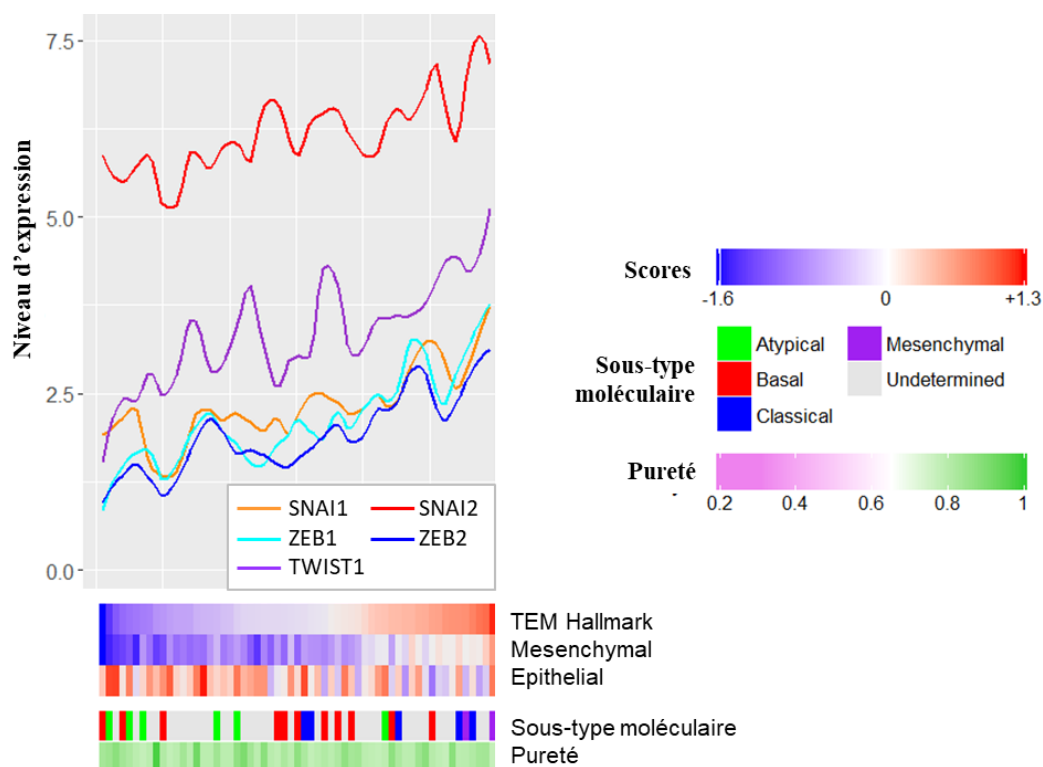 Niveau d'expression
7.5
5.0
2.5
0.0
SNAI1
SNAI2
ZEB1
ZEB2
TWIST1
TEM Hallmark
Mesenchymal
Epithelial
Sous-type moléculaire
Pureté
Scores
-1.6 0 +1.3
Sous-type
moléculaire
Atypical
Mesenchymal
Basal
Undetermined
Classical
Pureté
0.2 0.4 0.6 0.8 1